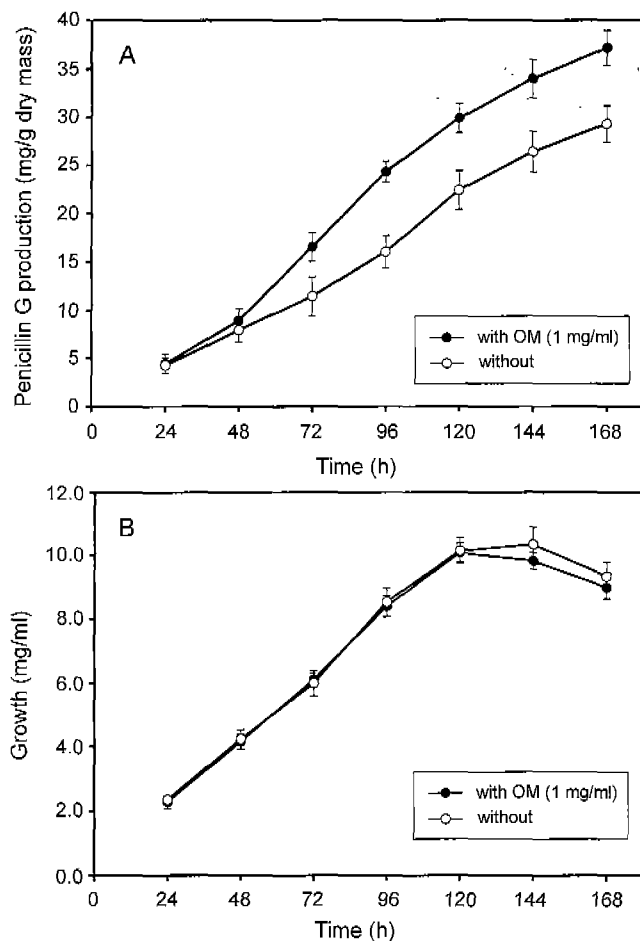 A
Penicillin G production (mg/g dry mass)
40
35
30
25
20
15
10
5
0
with OM (1 mg/ml)
without
0 24 48 72 96 120 144 168
Time (h)
B
Growth (mg/ml)
12.0
10.0
8.0
6.0
4.0
2.0
0.0
with OM (1 mg/ml)
without
0 24 48 72 96 120 144 168
Time (h)